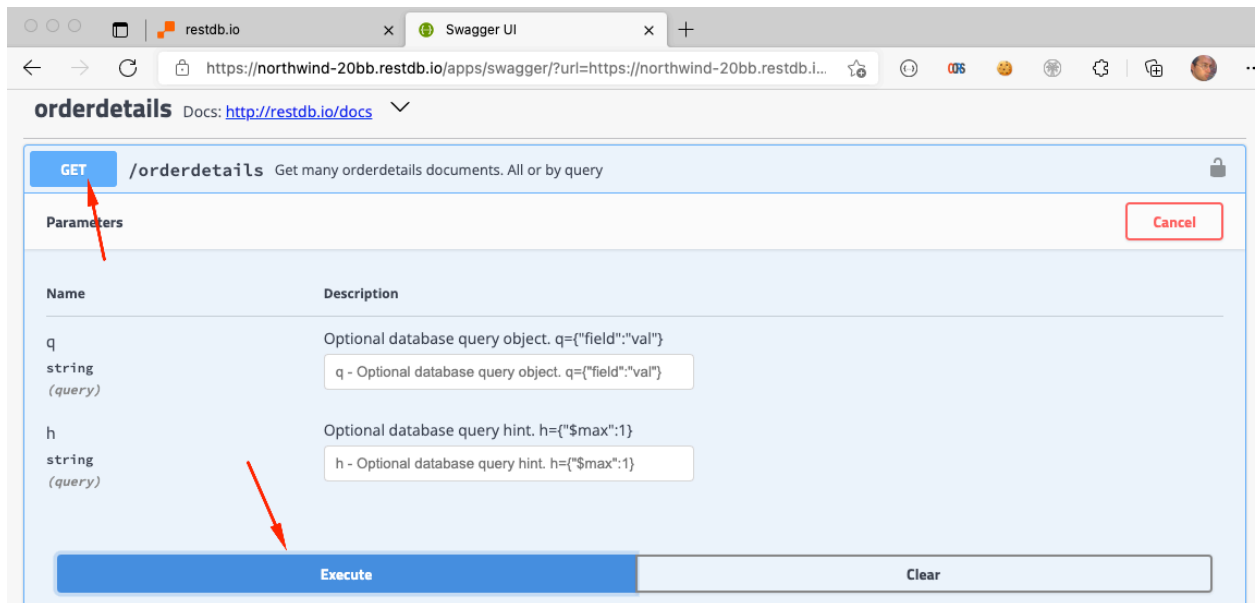 restdb.io
Swagger UI
https://northwind-20bb.restdb.io/apps/swagger/?url=https://northwind-20bb.restdb.i...
orderdetails Docs: http://restdb.io/docs
GET /orderdetails Get many orderdetails documents. All or by query
Parameters
Cancel
Name Description
q Optional database query object. q={"field":"val"}
string q - Optional database query object. q={"field":"val"}
(query)
h Optional database query hint. h={"$max":1}
string h - Optional database query hint. h={"$max":1}
(query)
Execute Clear